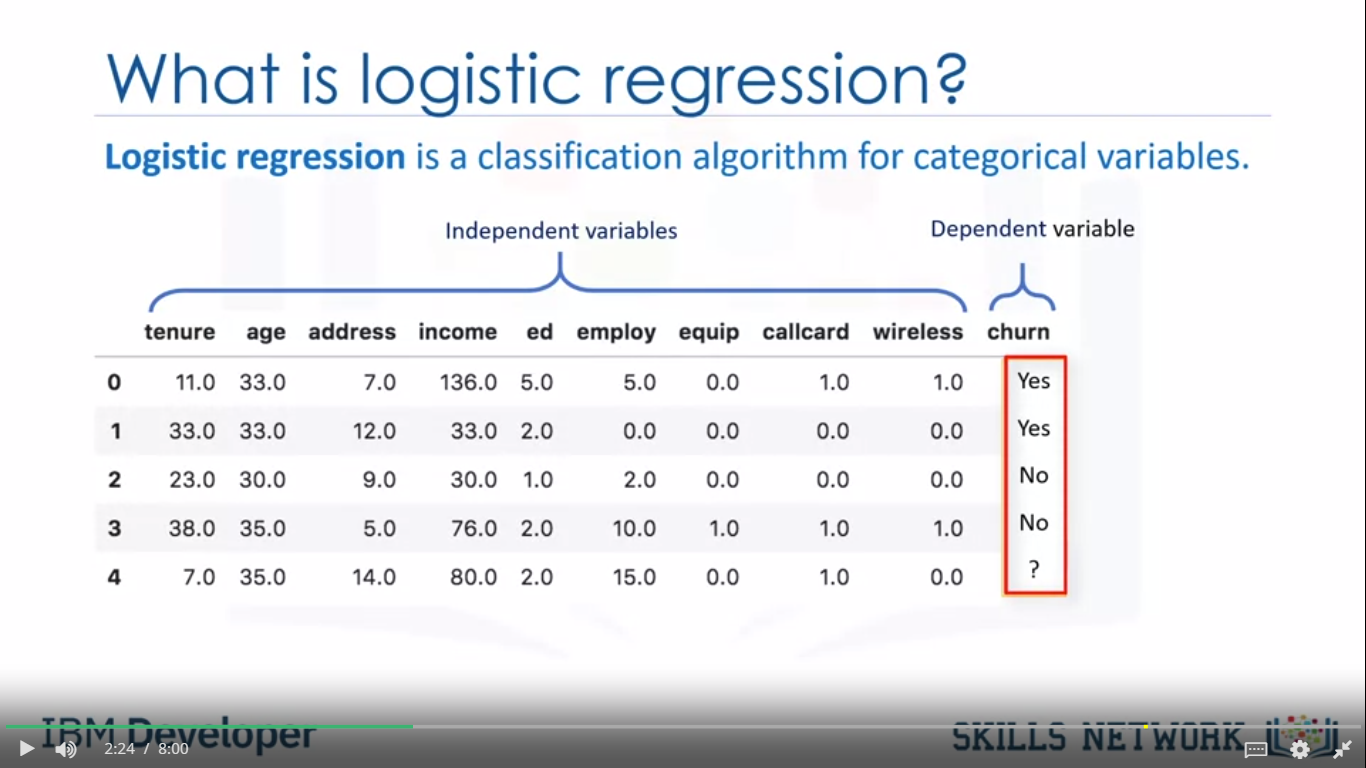 What is logistic regression?
Logistic regression is a classification algorithm for categorical variables.
Independent variables Dependent variable
tenure age address income ed employ equip callcard wireless churn
0 11.0 33.0 7.0 136.0 5.0 5.0 0.0 1.0 1.0 Yes
1 33.0 33.0 12.0 33.0 2.0 0.0 0.0 0.0 0.0 Yes
2 23.0 30.0 9.0 30.0 1.0 2.0 0.0 0.0 0.0 No
3 38.0 35.0 5.0 76.0 2.0 10.0 1.0 1.0 1.0 No
4 7.0 35.0 14.0 80.0 2.0 15.0 0.0 1.0 0.0 ?
IBM Developer SKILLS NETWORK
2:24 / 8:00